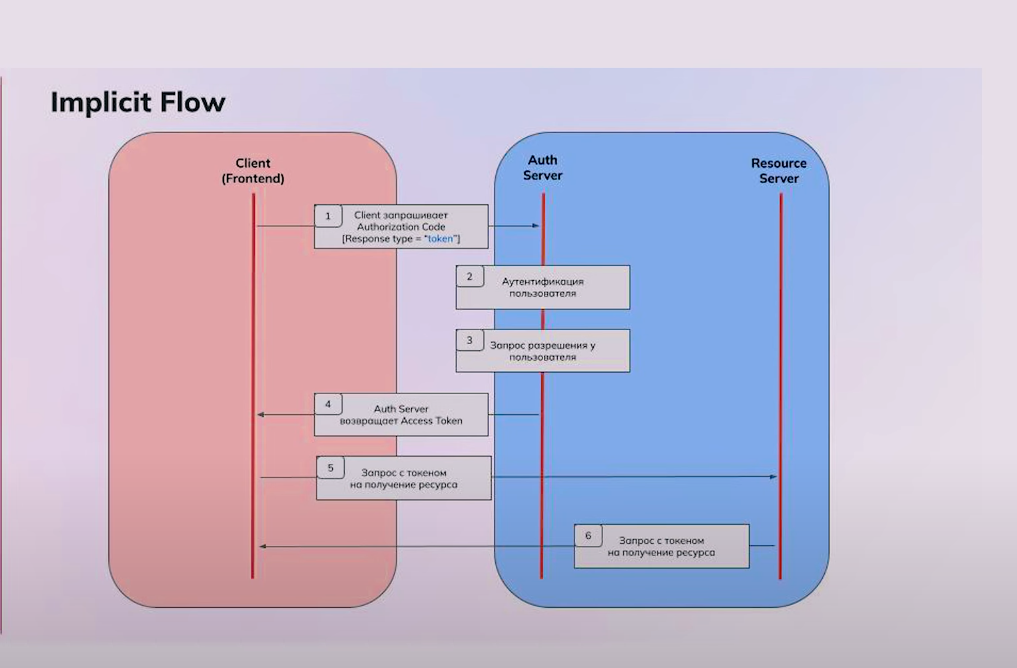 Implicit Flow
Client
(Frontend)
Auth
Server
Resource
Server
1
Client запрашивает
Authorization Code
[Response type = “token”]
2
Аутентификация
пользователя
3
Запрос разрешения у
пользователя
4
Auth Server
возвращает Access Token
5
Запрос с токеном
на получение ресурса
6
Запрос с токеном
на получение ресурса